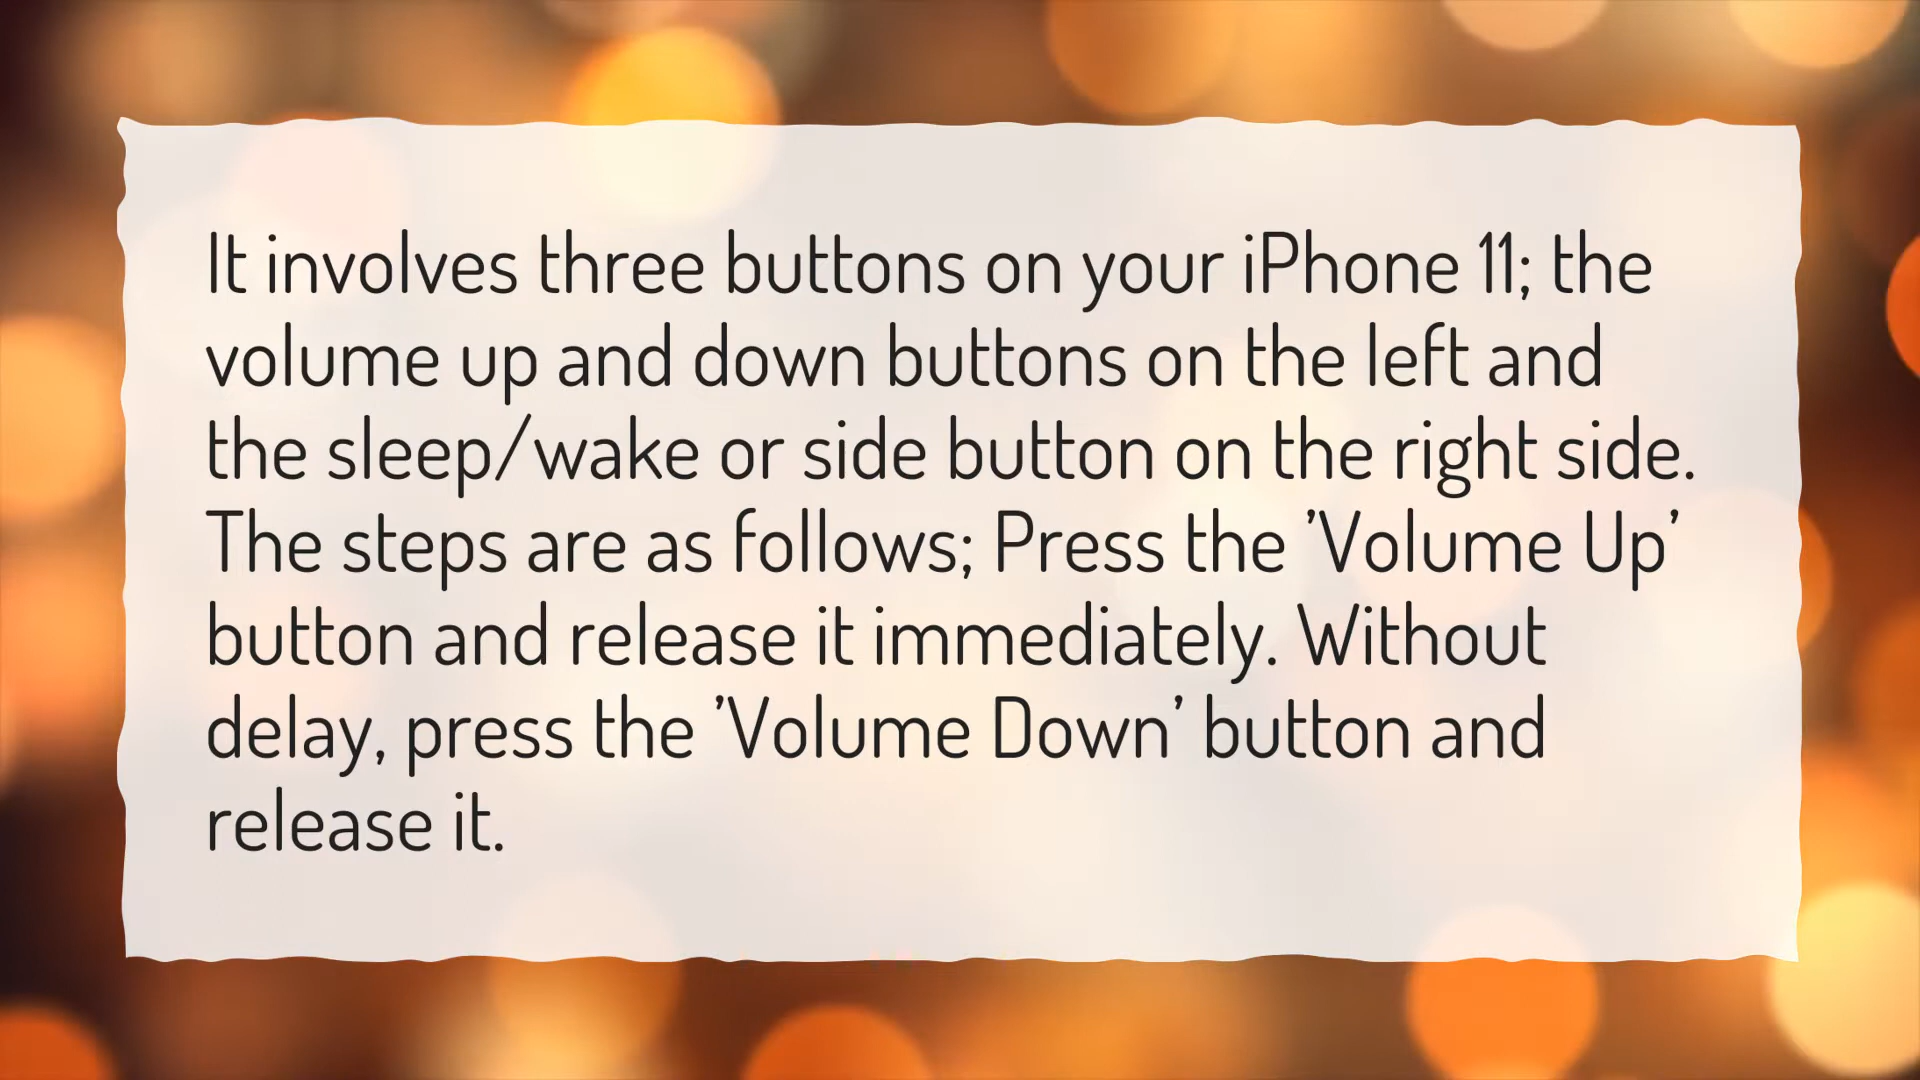 It involves three buttons on your iPhone 11; the
volume up and down buttons on the left and
the sleep/wake or side button on the right side.
The steps are as follows; Press the ’Volume Up’
button and release it immediately. Without
delay, press the ’Volume Down’ button and
release it.